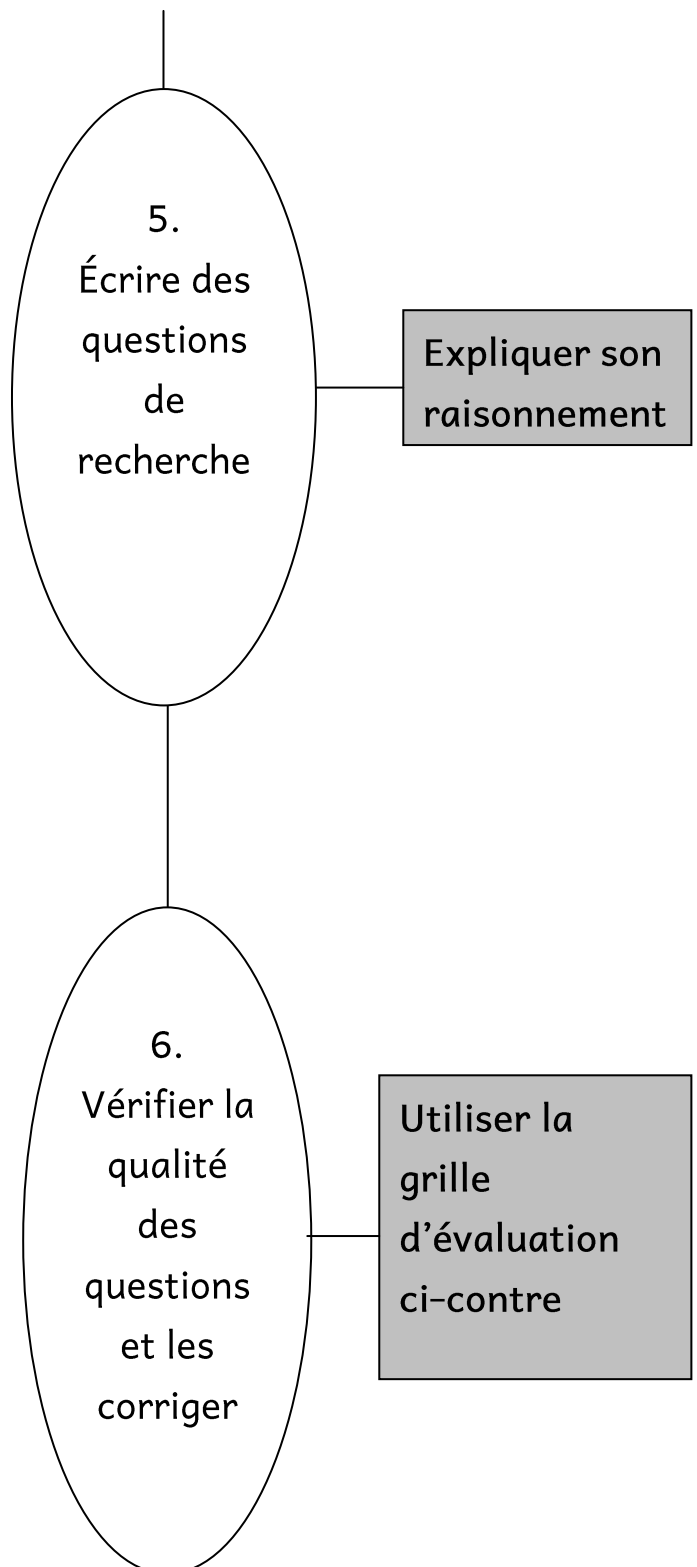 5.
Écrire des
questions
de
recherche
Expliquer son
raisonnement
6.
Vérifier la
qualité
des
questions
et les
corriger
Utiliser la
grille
d’évaluation
ci-contre